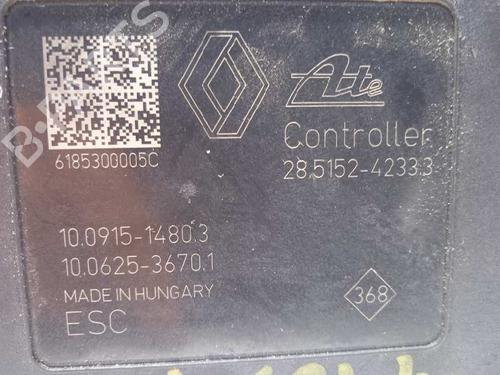 Ate
6185300005C
Controller
28.5152-4233.3
10.0915-1480.3
10.0625-3670.1
MADE IN HUNGARY
368
ESC